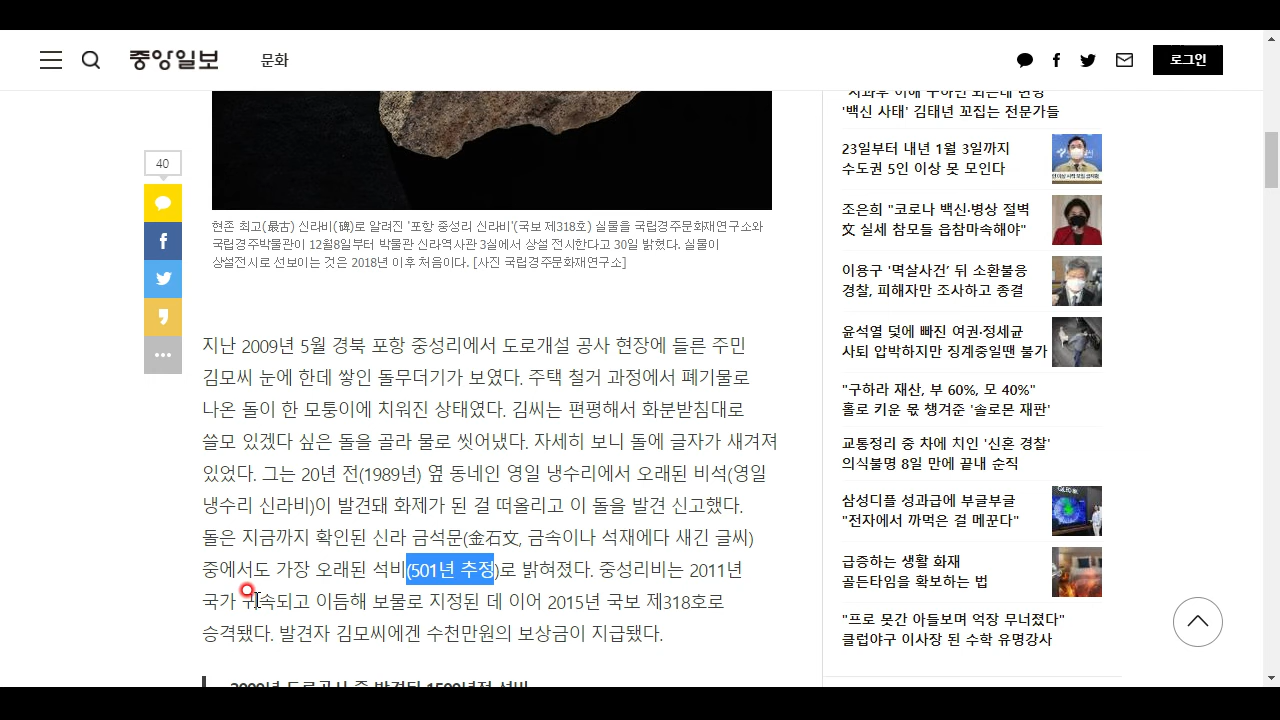 중앙일보
문화
로그인
40
현존 최고(最古) 신라비(碑)로 알려진 '포항 중성리 신라비'(국보 제318호) 실물을 국립경주문화재연구소와
국립경주박물관이 12월8일부터 박물관 신라역사관 3실에서 상설 전시한다고 30일 밝혔다. 실물이
상설전시로 선보이는 것은 2018년 이후 처음이다. [사진 국립경주문화재연구소]
지난 2009년 5월 경북 포항 중성리에서 도로개설 공사 현장에 들른 주민
김모씨 눈에 한데 쌓인 돌무더기가 보였다. 주택 철거 과정에서 폐기물로
나온 돌이 한 모퉁이에 치워진 상태였다. 김씨는 편평해서 화분받침대로
쓸모 있겠다 싶은 돌을 골라 물로 씻어냈다. 자세히 보니 돌에 글자가 새겨져
있었다. 그는 20년 전(1989년) 옆 동네인 영일 냉수리에서 오래된 비석(영일
냉수리 신라비)이 발견돼 화제가 된 걸 떠올리고 이 돌을 발견 신고했다.
돌은 지금까지 확인된 신라 금석문(金石文, 금속이나 석재에다 새긴 글씨)
중에서도 가장 오래된 석비(501년 추정)로 밝혀졌다. 중성리비는 2011년
국가 귀속되고 이듬해 보물로 지정된 데 이어 2015년 국보 제318호로
승격됐다. 발견자 김모씨에겐 수천만원의 보상금이 지급됐다.
'백신 사태' 김태년 꼬집는 전문가들
23일부터 내년 1월 3일까지
수도권 5인 이상 못 모인다
조은희 "코로나 백신·병상 절벽
文 실세 참모들 읍참마속해야"
이용구 '멱살사건' 뒤 소환불응
경찰, 피해자만 조사하고 종결
윤석열 덫에 빠진 여권·정세균
사퇴 압박하지만 징계중일땐 불가
"구하라 재산, 부 60%, 모 40%"
홀로 키운 몫 챙겨준 '솔로몬 재판'
교통정리 중 차에 치인 '신혼 경찰'
의식불명 8일 만에 끝내 순직
삼성디플 성과급에 부글부글
"전자에서 까먹은 걸 메꾼다"
급증하는 생활 화재
골든타임을 확보하는 법
"프로 못간 아들보며 억장 무너졌다"
클럽야구 이사장 된 수학 유명강사